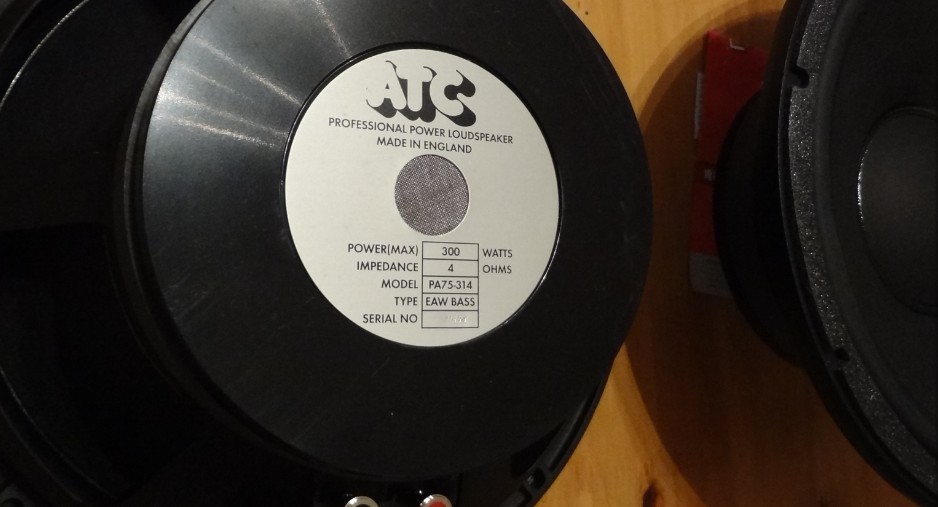 ATC
PROFESSIONAL POWER LOUDSPEAKER
MADE IN ENGLAND
POWER(MAX) 300 WATTS
IMPEDANCE 4 OHMS
MODEL PA75-314
TYPE EAW BASS
SERIAL NO